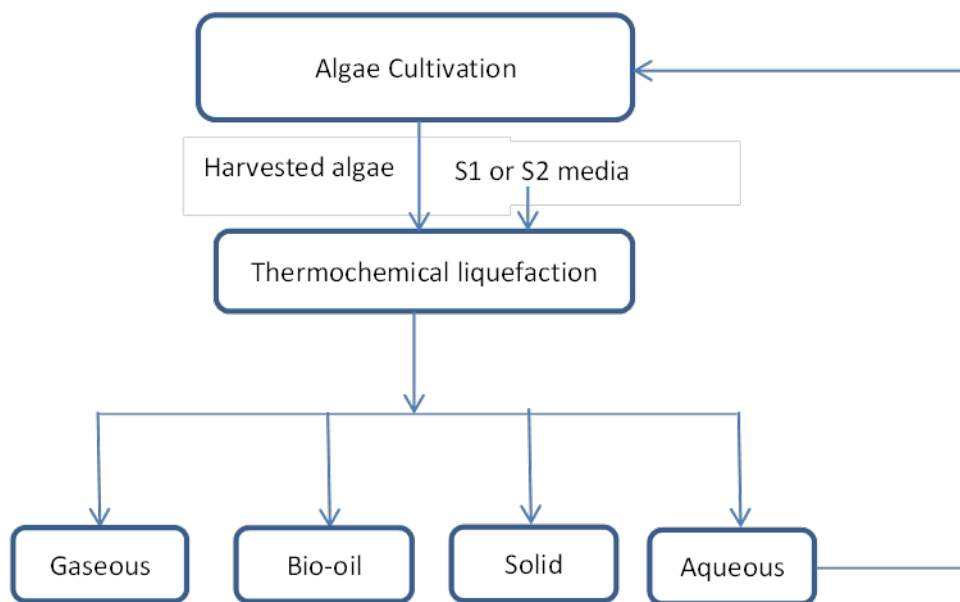 Algae Cultivation
Harvested algae
S1 or S2 media
Thermochemical liquefaction
Gaseous
Bio-oil
Solid
Aqueous